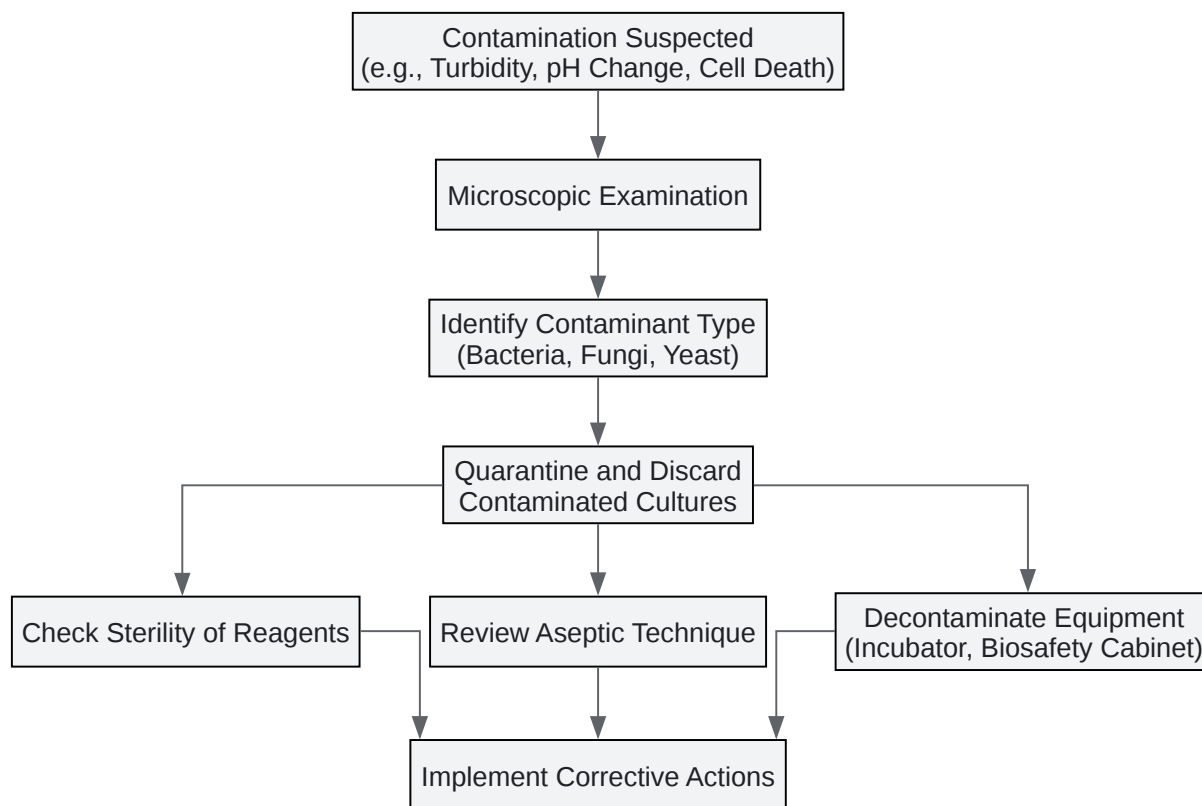 Contamination Suspected
(e.g., Turbidity, pH Change, Cell Death)
Microscopic Examination
Identify Contaminant Type
(Bacteria, Fungi, Yeast)
Quarantine and Discard
Contaminated Cultures
Check Sterility of Reagents
Review Aseptic Technique
Decontaminate Equipment
(Incubator, Biosafety Cabinet)
Implement Corrective Actions